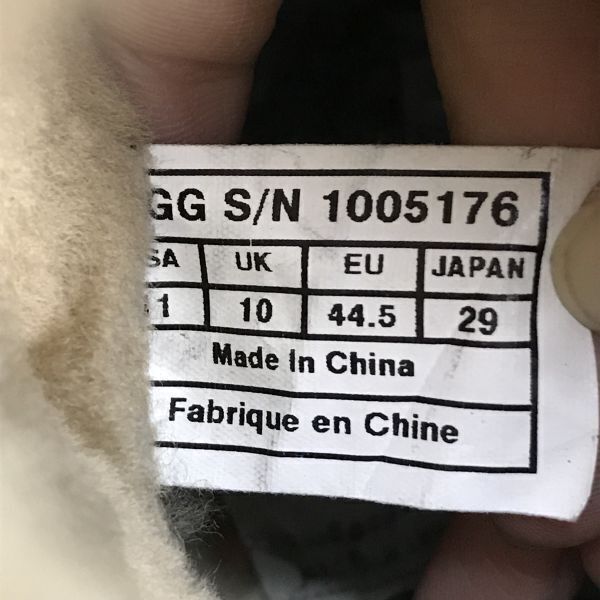 GG S/N 1005176
SA UK EU JAPAN
1 10 44.5 29
Made In China
Fabrique en Chine